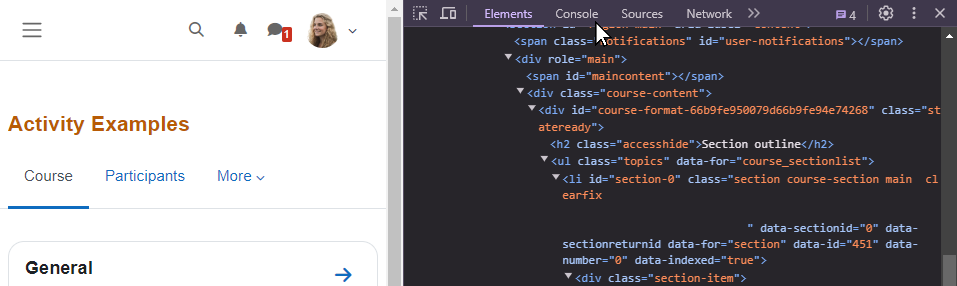 1
Activity Examples
Course Participants More
General
Elements Console Sources Network 4
<span class="notifications" id="user-notifications"></span>
<div role="main">
<span id="maincontent"></span>
<div class="course-content">
<div id="course-format-66b9fe950079d66b9fe94e74268" class="st
ateready">
<h2 class="accesshide">Section outline</h2>
<ul class="topics" data-for="course_sectionlist">
<li id="section-0" class="section course-section main  cl
earfix
" data-sectionid="0" data-
sectionreturnid data-for="section" data-id="451" data-
number="0" data-indexed="true">
<div class="section-item">